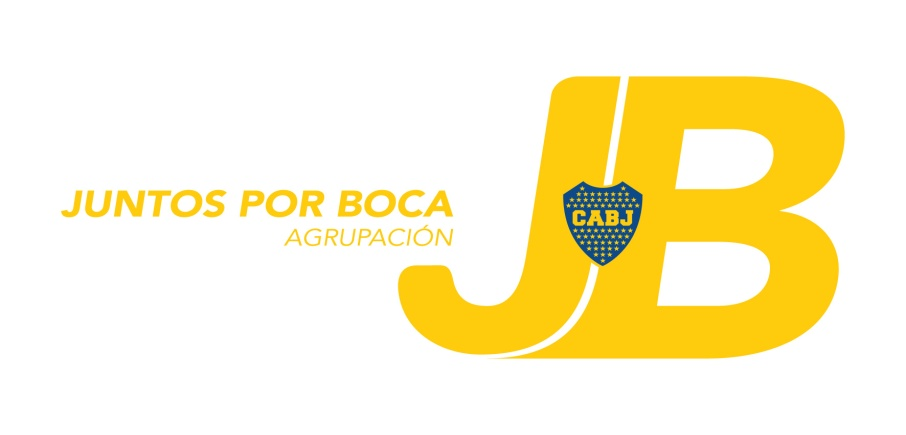 JUNTOS POR BOCA
AGRUPACIÓN
JB
CABJ